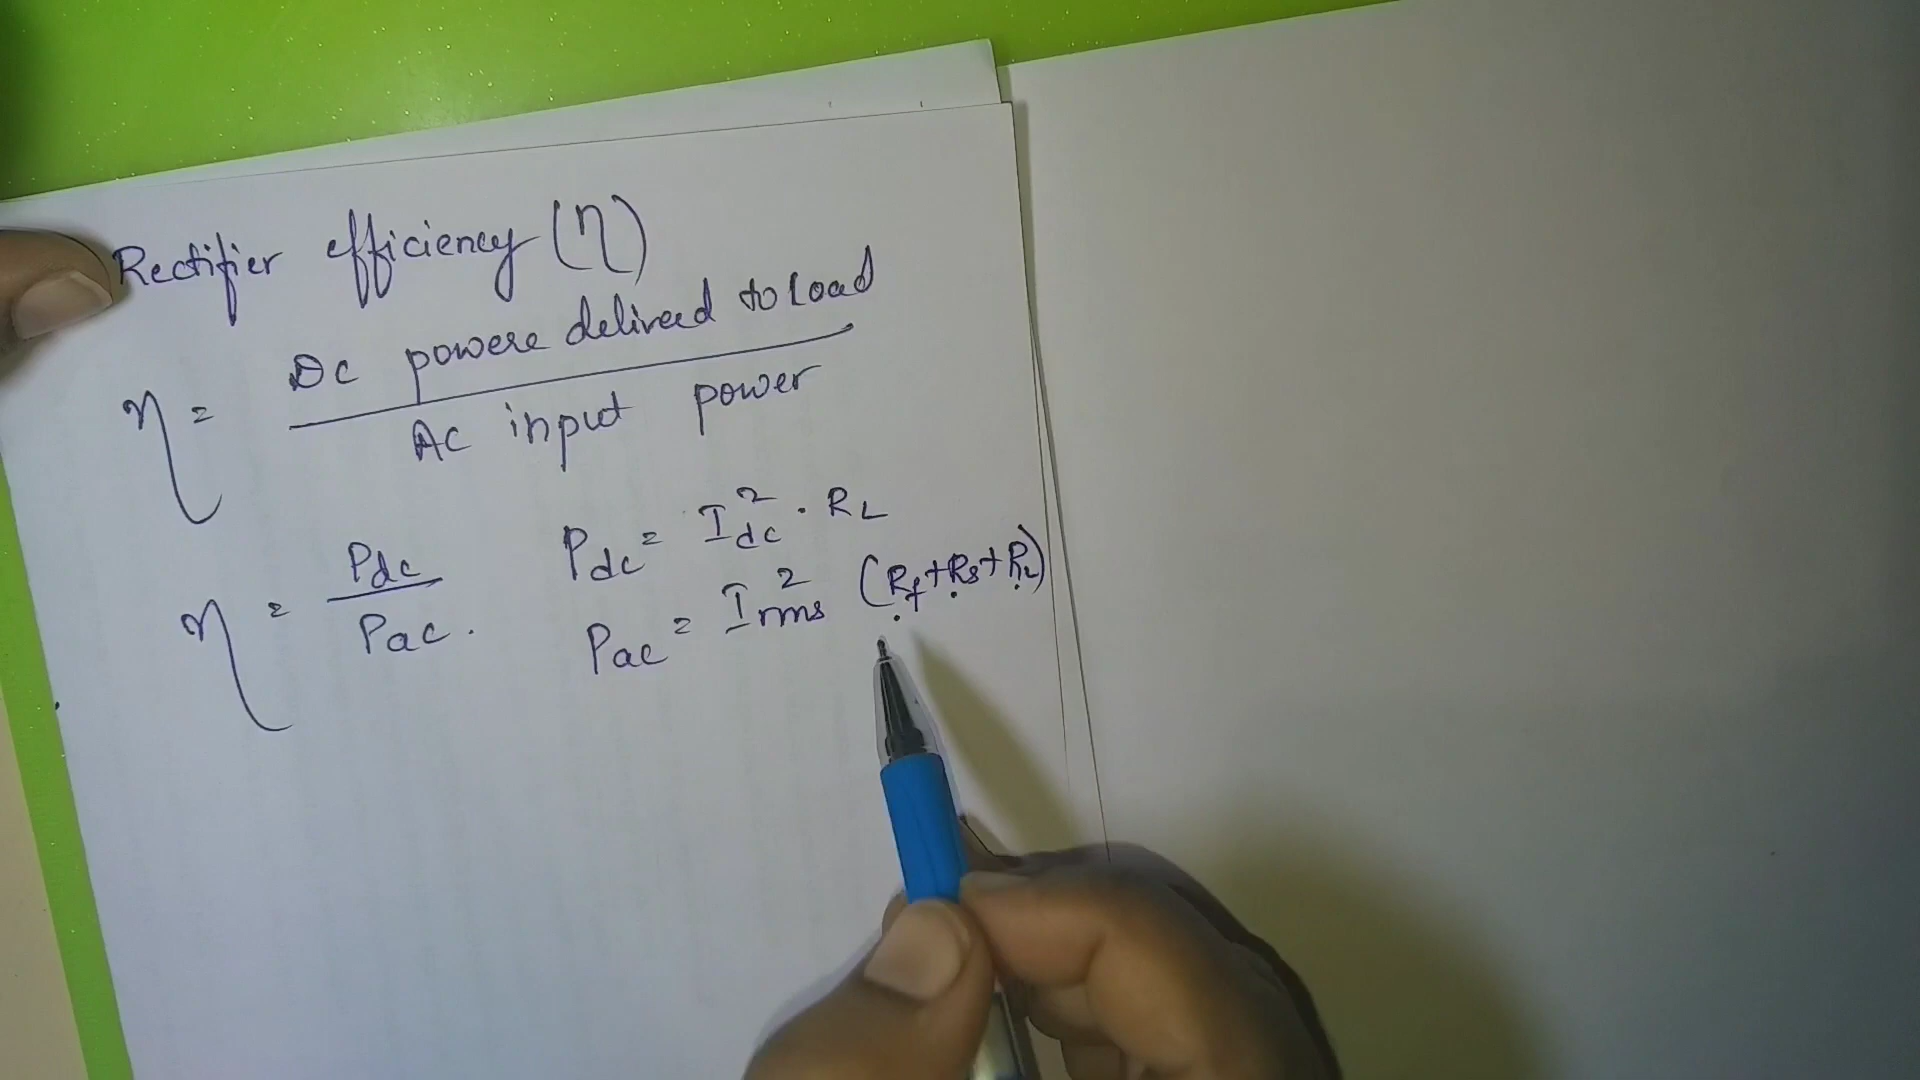 Rectifier efficiency (η)
η = Dc powere delivered to Load
Ac input power
η = Pdc / Pac.
Pdc = I²dc · RL
Pac = I²rms (Rf+Rs+RL)